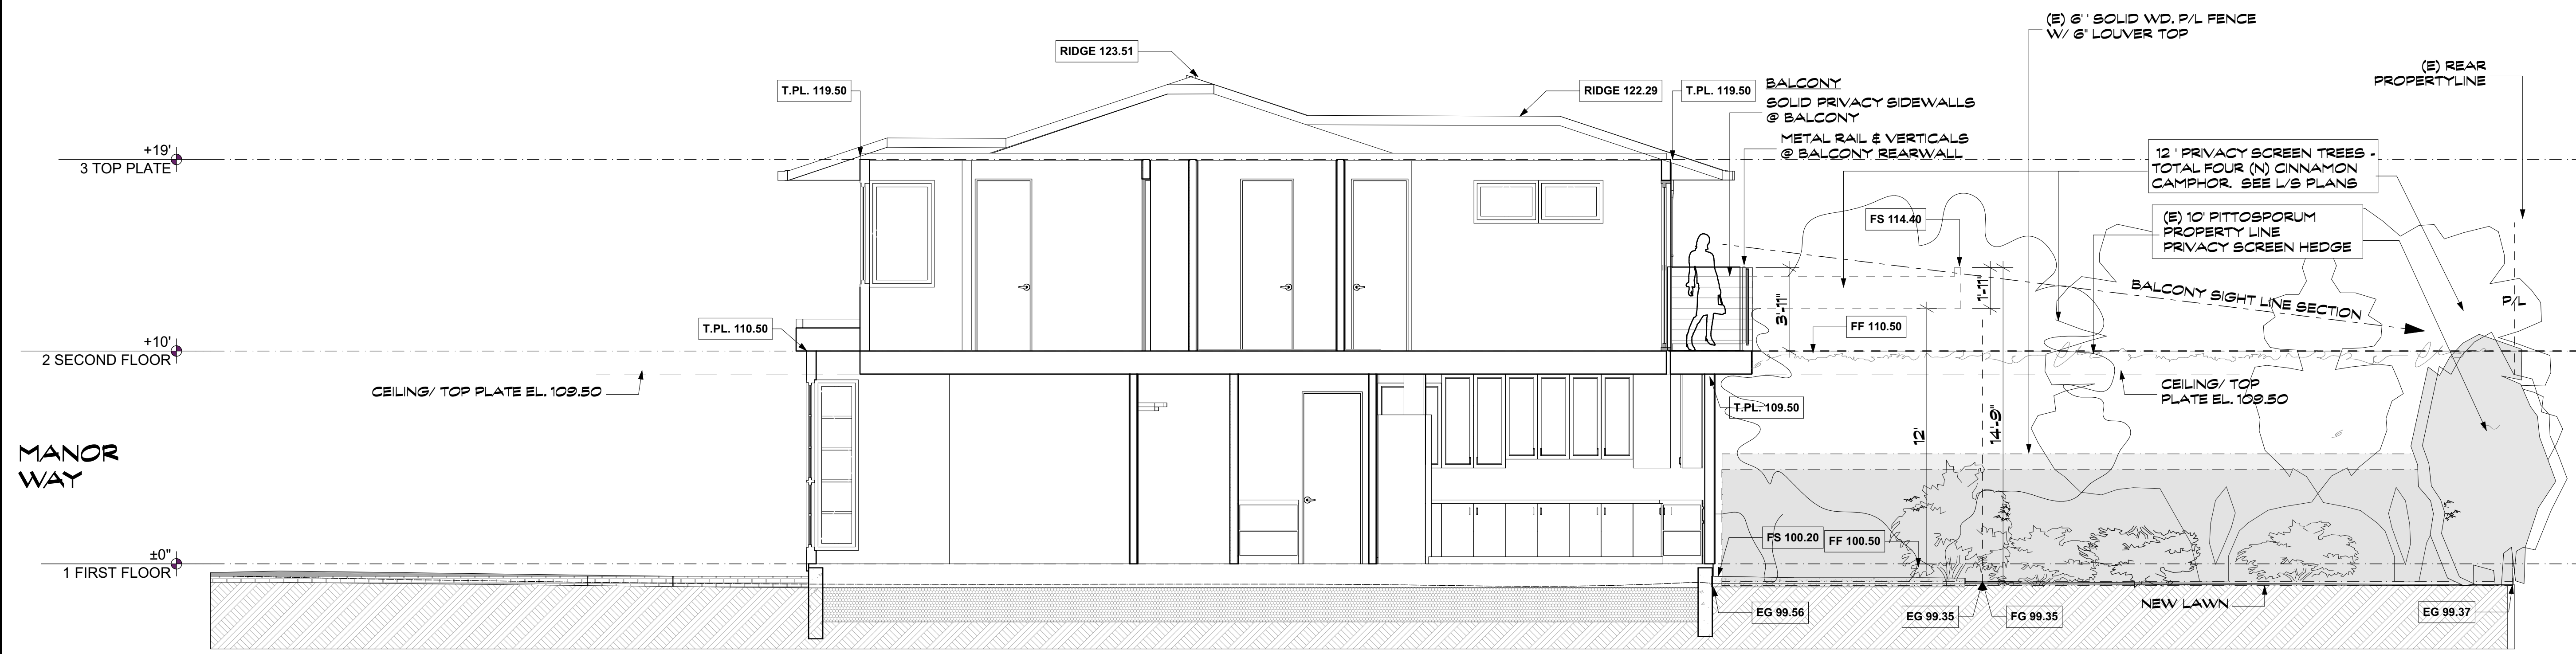 (E) 6' ' SOLID WD. P/L FENCE
W/ 6" LOUVER TOP
RIDGE 123.51
(E) REAR
PROPERTYLINE
T.PL. 119.50
RIDGE 122.29
T.PL. 119.50
BALCONY
SOLID PRIVACY SIDEWALLS
@ BALCONY
METAL RAIL & VERTICALS
@ BALCONY REARWALL
+19'
3 TOP PLATE
12 ' PRIVACY SCREEN TREES -
TOTAL FOUR (N) CINNAMON
CAMPHOR. SEE L/S PLANS
FS 114.40
(E) 10' PITTOSPORUM
PROPERTY LINE
PRIVACY SCREEN HEDGE
BALCONY SIGHT LINE SECTION
P/L
1'-11"
3'-11"
T.PL. 110.50
FF 110.50
+10'
2 SECOND FLOOR
CEILING/ TOP PLATE EL. 109.50
CEILING/ TOP
PLATE EL. 109.50
T.PL. 109.50
12'
14'-9"
MANOR
WAY
FS 100.20
FF 100.50
±0"
1 FIRST FLOOR
EG 99.56
EG 99.35
FG 99.35
NEW LAWN
EG 99.37